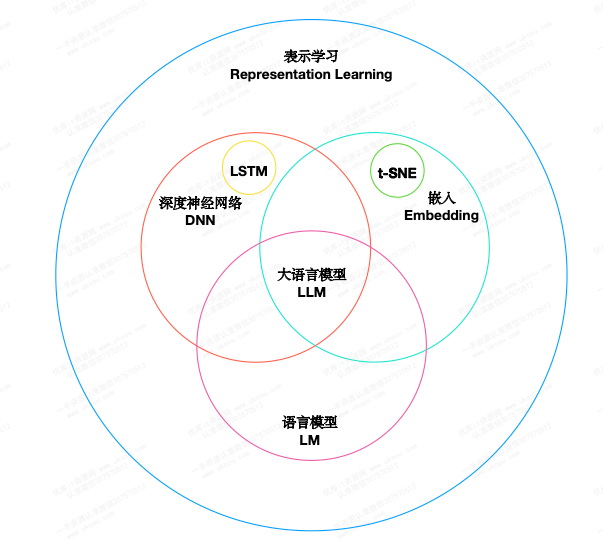 表示学习
Representation Learning
LSTM
t-SNE
深度神经网络
DNN
嵌入
Embedding
大语言模型
LLM
语言模型
LM